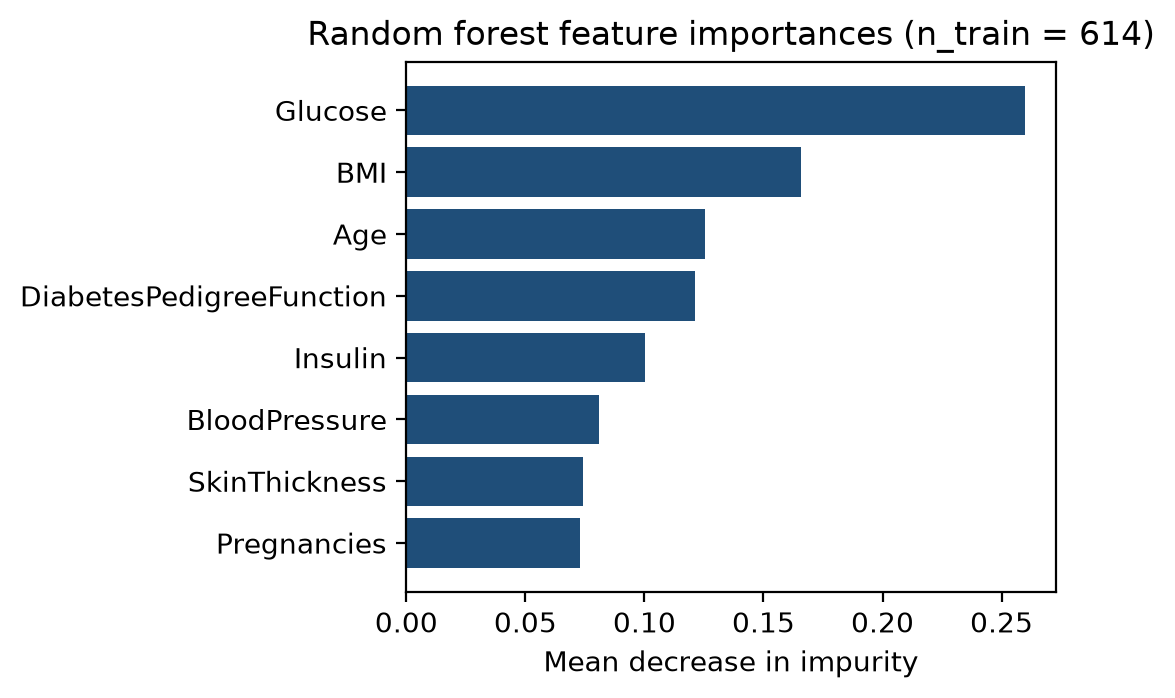 Random forest feature importances (n_train = 614)
Glucose
BMI
Age
DiabetesPedigreeFunction
Insulin
BloodPressure
SkinThickness
Pregnancies
0.00 0.05 0.10 0.15 0.20 0.25
Mean decrease in impurity